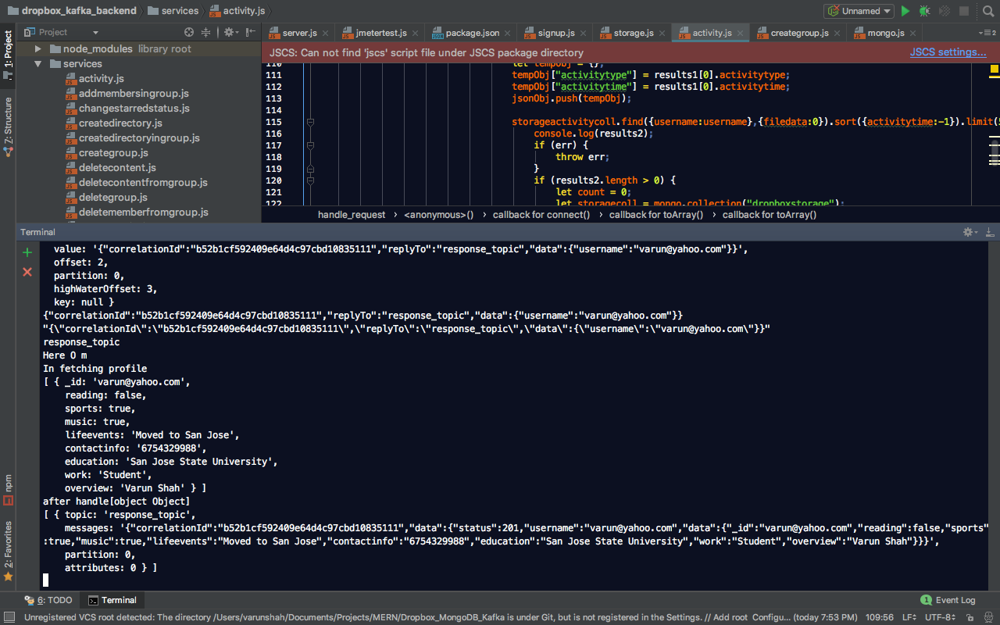 dropbox_kafka_backend services activity.js Unnamed
Project server.js jmetertest.js package.json signup.js storage.js activity.js creategroup.js mongo.js 2
JSCS: Can not find 'jscs' script file under JSCS package directory JSCS settings...
1: Project
Z: Structure
npm
2: Favorites
node_modules library root
services
activity.js
addmembersingroup.js
changestarredstatus.js
createdirectory.js
createdirectoryingroup.js
creategroup.js
deletecontent.js
deletecontentfromgroup.js
deletegroup.js
deletememberfromgroup.js
110 let tempObj = {};
111 tempObj["activitytype"] = results1[0].activitytype;
112 tempObj["activitytime"] = results1[0].activitytime;
113 jsonObj.push(tempObj);
114
115 storageactivitycoll.find({username:username},{filedata:0}).sort({activitytime:-1}).limit(5
116 console.log(results2);
117 if (err) {
118 throw err;
119 }
120 if (results2.length > 0) {
121 let count = 0;
122 let storagecoll = mongo.collection("dropboxstorage");
handle_request › <anonymous>() › callback for connect() › callback for toArray() › callback for toArray()
Terminal
value: '{"correlationId":"b52b1cf592409e64d4c97cbd10835111","replyTo":"response_topic","data":{"username":"varun@yahoo.com"}}',
offset: 2,
partition: 0,
highWaterOffset: 3,
key: null }
{"correlationId":"b52b1cf592409e64d4c97cbd10835111","replyTo":"response_topic","data":{"username":"varun@yahoo.com"}}
"{\"correlationId\":\"b52b1cf592409e64d4c97cbd10835111\",\"replyTo\":\"response_topic\",\"data\":{\"username\":\"varun@yahoo.com\"}}"
response_topic
Here O m
In fetching profile
[ { _id: 'varun@yahoo.com',
reading: false,
sports: true,
music: true,
lifeevents: 'Moved to San Jose',
contactinfo: '6754329988',
education: 'San Jose State University',
work: 'Student',
overview: 'Varun Shah' } ]
after handle[object Object]
[ { topic: 'response_topic',
messages: '{"correlationId":"b52b1cf592409e64d4c97cbd10835111","data":{"status":201,"username":"varun@yahoo.com","data":{"_id":"varun@yahoo.com","reading":false,"sports"
:true,"music":true,"lifeevents":"Moved to San Jose","contactinfo":"6754329988","education":"San Jose State University","work":"Student","overview":"Varun Shah"}}}',
partition: 0,
attributes: 0 } ]
6: TODO Terminal 1 Event Log
Unregistered VCS root detected: The directory /Users/varunshah/Documents/Projects/MERN/Dropbox_MongoDB_Kafka is under Git, but is not registered in the Settings. // Add root Configu... (today 7:53 PM) 109:56 LF UTF-8